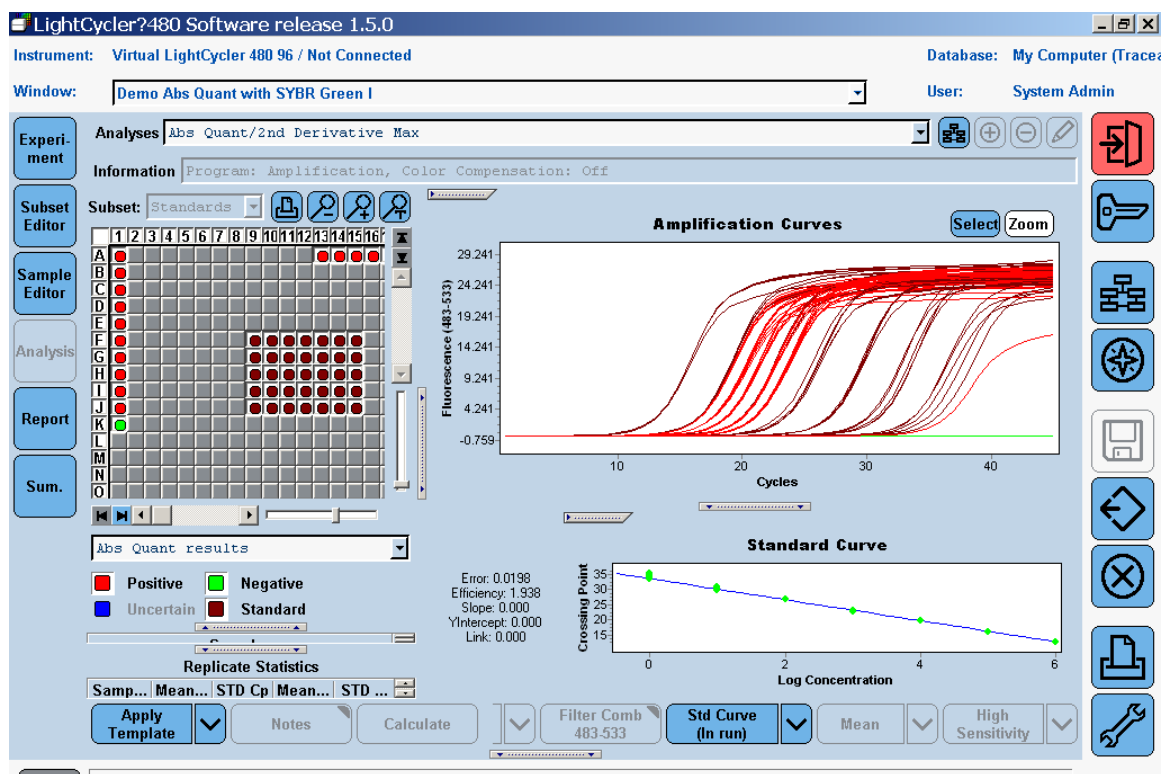 LightCycler?480 Software release 1.5.0
Instrument: Virtual LightCycler 480 96 / Not Connected
Database: My Computer (Tracea
Window: Demo Abs Quant with SYBR Green I
User: System Admin
Experi-
ment
Subset
Editor
Sample
Editor
Analysis
Report
Sum.
Analyses Abs Quant/2nd Derivative Max
Information Program: Amplification, Color Compensation: Off
Subset: Standards
1 2 3 4 5 6 7 8 9 10 11 12 13 14 15 16
A
B
C
D
E
F
G
H
I
J
K
L
M
N
O
Amplification Curves
Select Zoom
Fluorescence (483-533)
29.241
24.241
19.241
14.241
9.241
4.241
-0.759
10 20 30 40
Cycles
Abs Quant results
Positive Negative
Uncertain Standard
Replicate Statistics
Samp... Mean... STD Cp Mean... STD ...
Standard Curve
Error: 0.0198
Efficiency: 1.938
Slope: 0.000
YIntercept: 0.000
Link: 0.000
Crossing Point
35
30
25
20
15
0 2 4 6
Log Concentration
Apply
Template
Notes
Calculate
Filter Comb
483-533
Std Curve
(In run)
Mean
High
Sensitivity